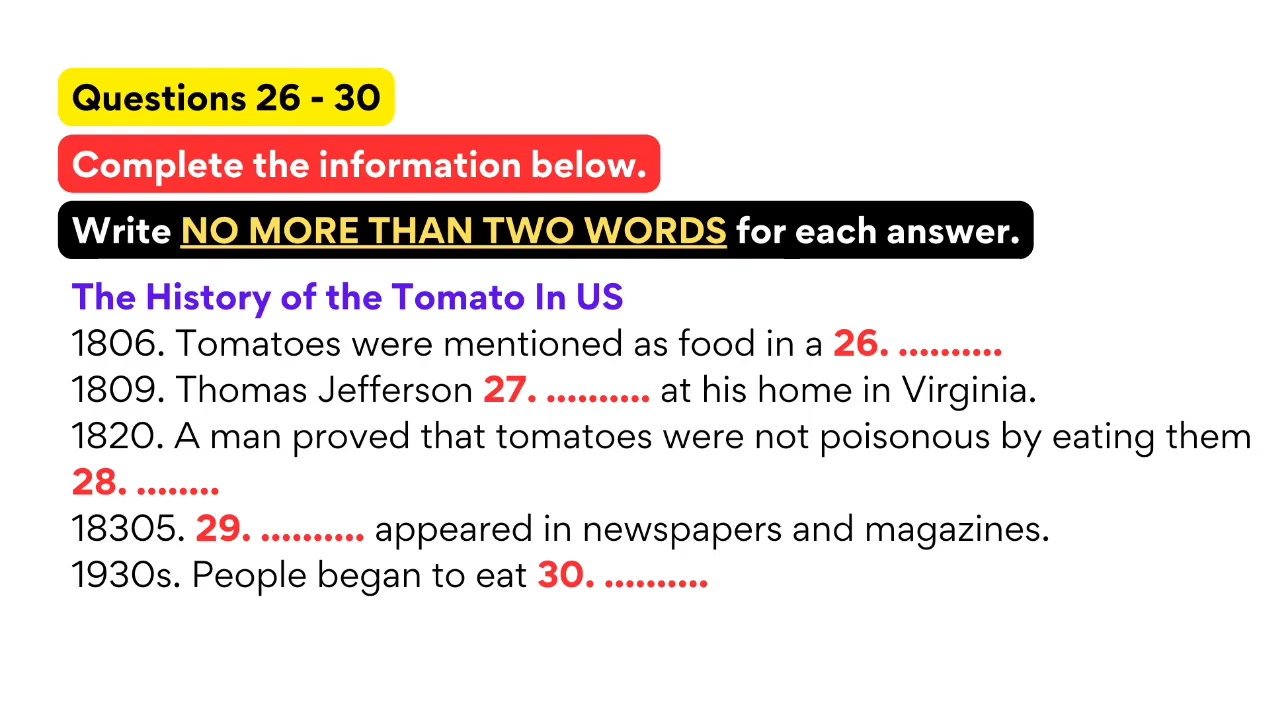 Questions 26 - 30
Complete the information below.
Write NO MORE THAN TWO WORDS for each answer.
The History of the Tomato In US
1806. Tomatoes were mentioned as food in a 26. ..........
1809. Thomas Jefferson 27. .......... at his home in Virginia.
1820. A man proved that tomatoes were not poisonous by eating them
28. ........
18305. 29. .......... appeared in newspapers and magazines.
1930s. People began to eat 30. ..........